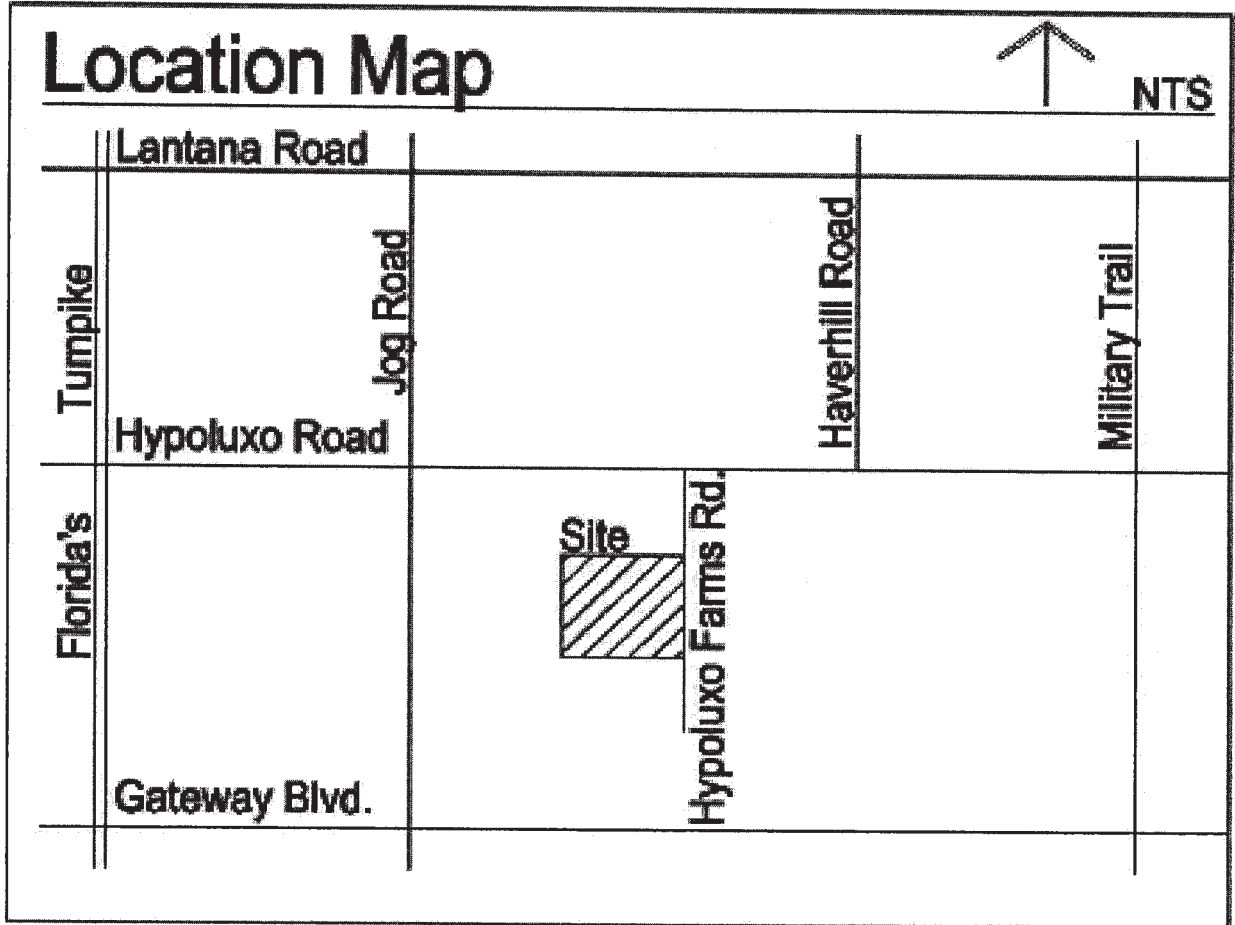 Location Map
NTS
Lantana Road
Jog Road
Haverhill Road
Military Trail
Turnpike
Hypoluxo Road
Site
Hypoluxo Farms Rd.
Florida's
Gateway Blvd.